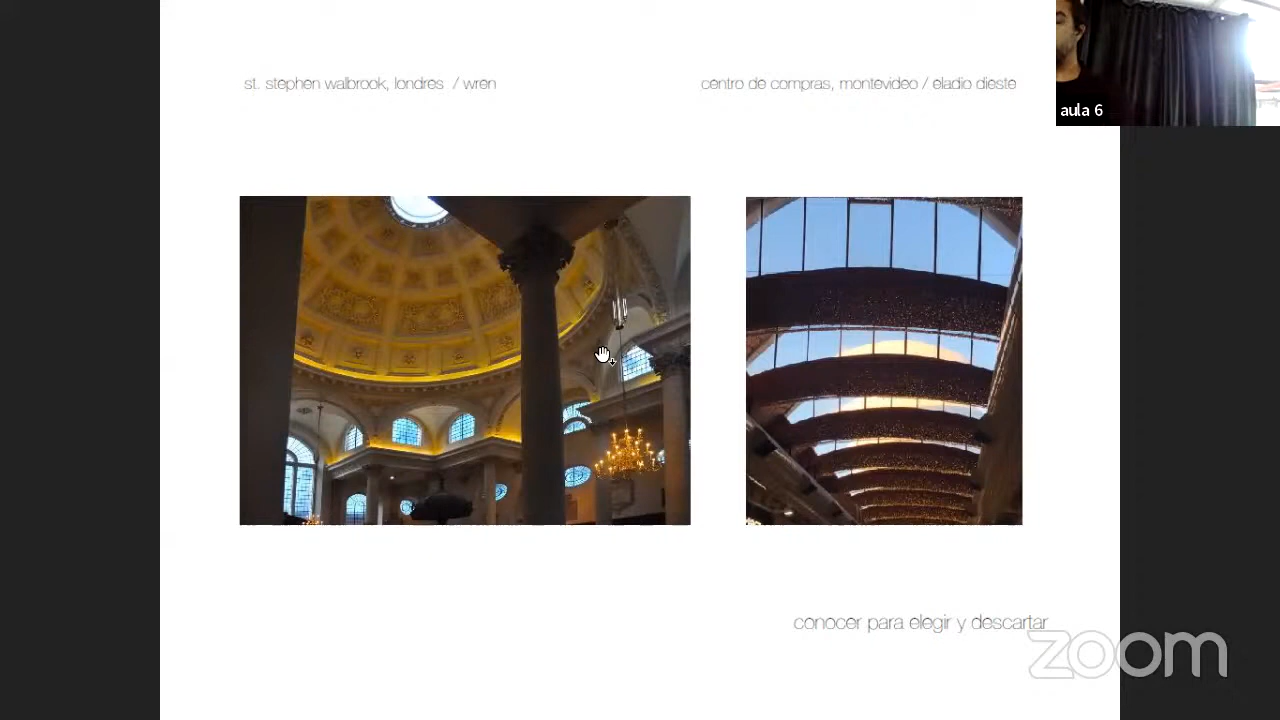 st. stephen walbrook, londres / wren
centro de compras, montevideo / eladio dieste
aula 6
conocer para elegir y descartar
zoom